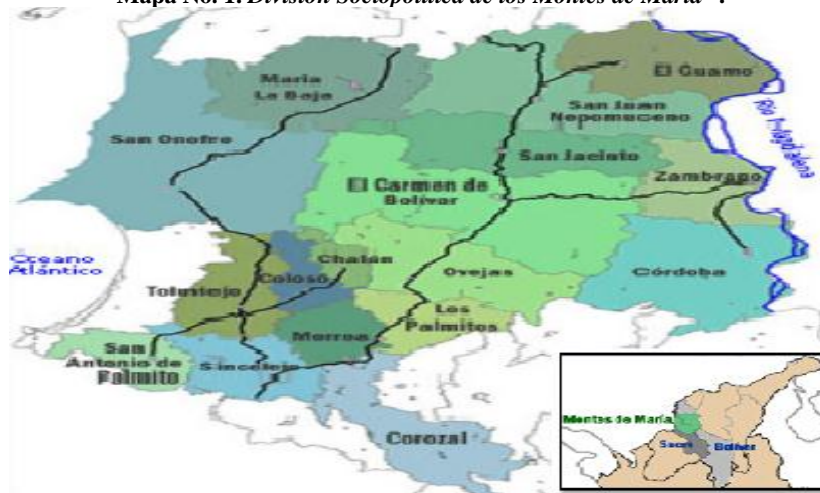 Mapa No. 1. División Sociopolítica de los Montes de María
El Guamo
María
La Baja
San Juan
Nepomuceno
San Onofre
San Jacinto
Río Magdalena
Zambrano
El Carmen de
Bolívar
Oceano
Atlántico
Chalán
Colosó
Ovejas
Córdoba
Toluviejo
Los
Palmitos
Morroa
San
Antonio de
Palmito
Sincelejo
Corozal
Montes de María
Sucre
Bolívar